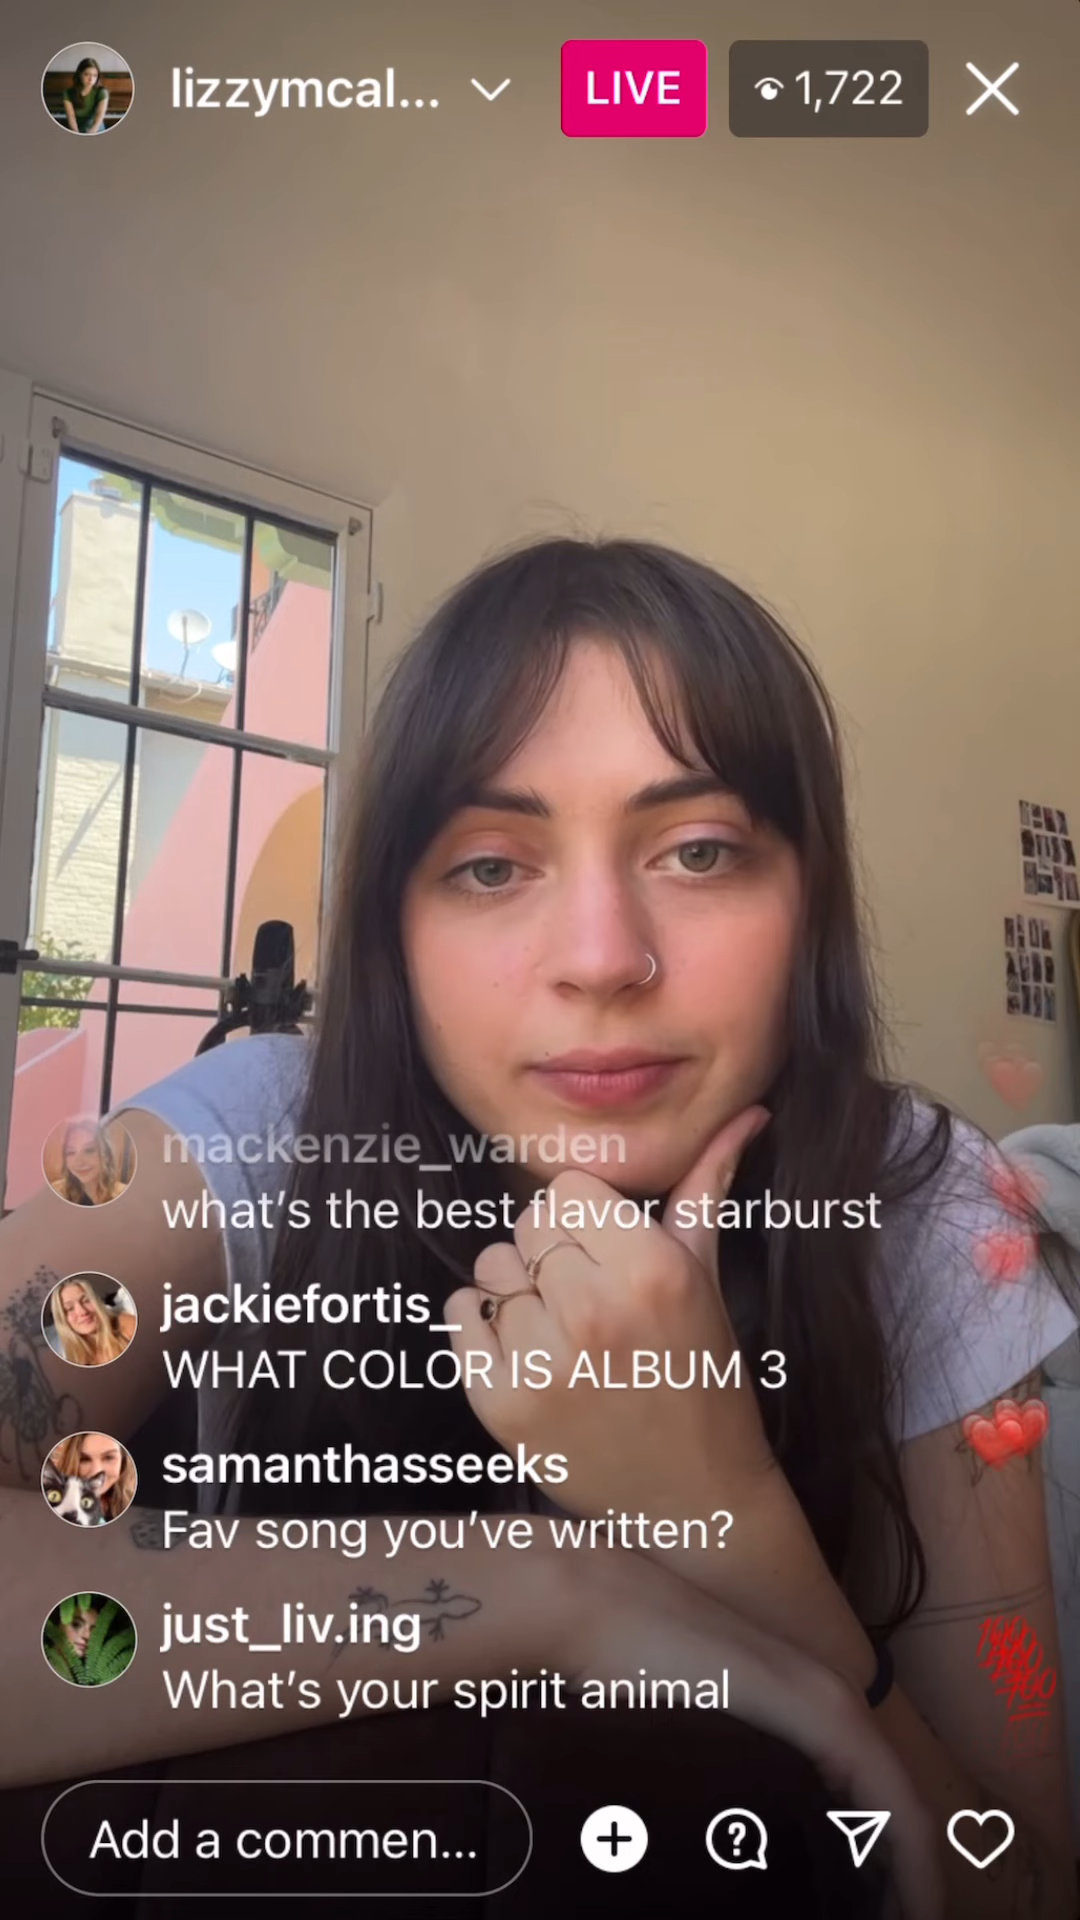 lizzymcal...
LIVE
1,722
mackenzie_warden
what's the best flavor starburst
jackiefortis_
WHAT COLOR IS ALBUM 3
samanthasseeks
Fav song you've written?
just_liv.ing
What's your spirit animal
Add a commen...